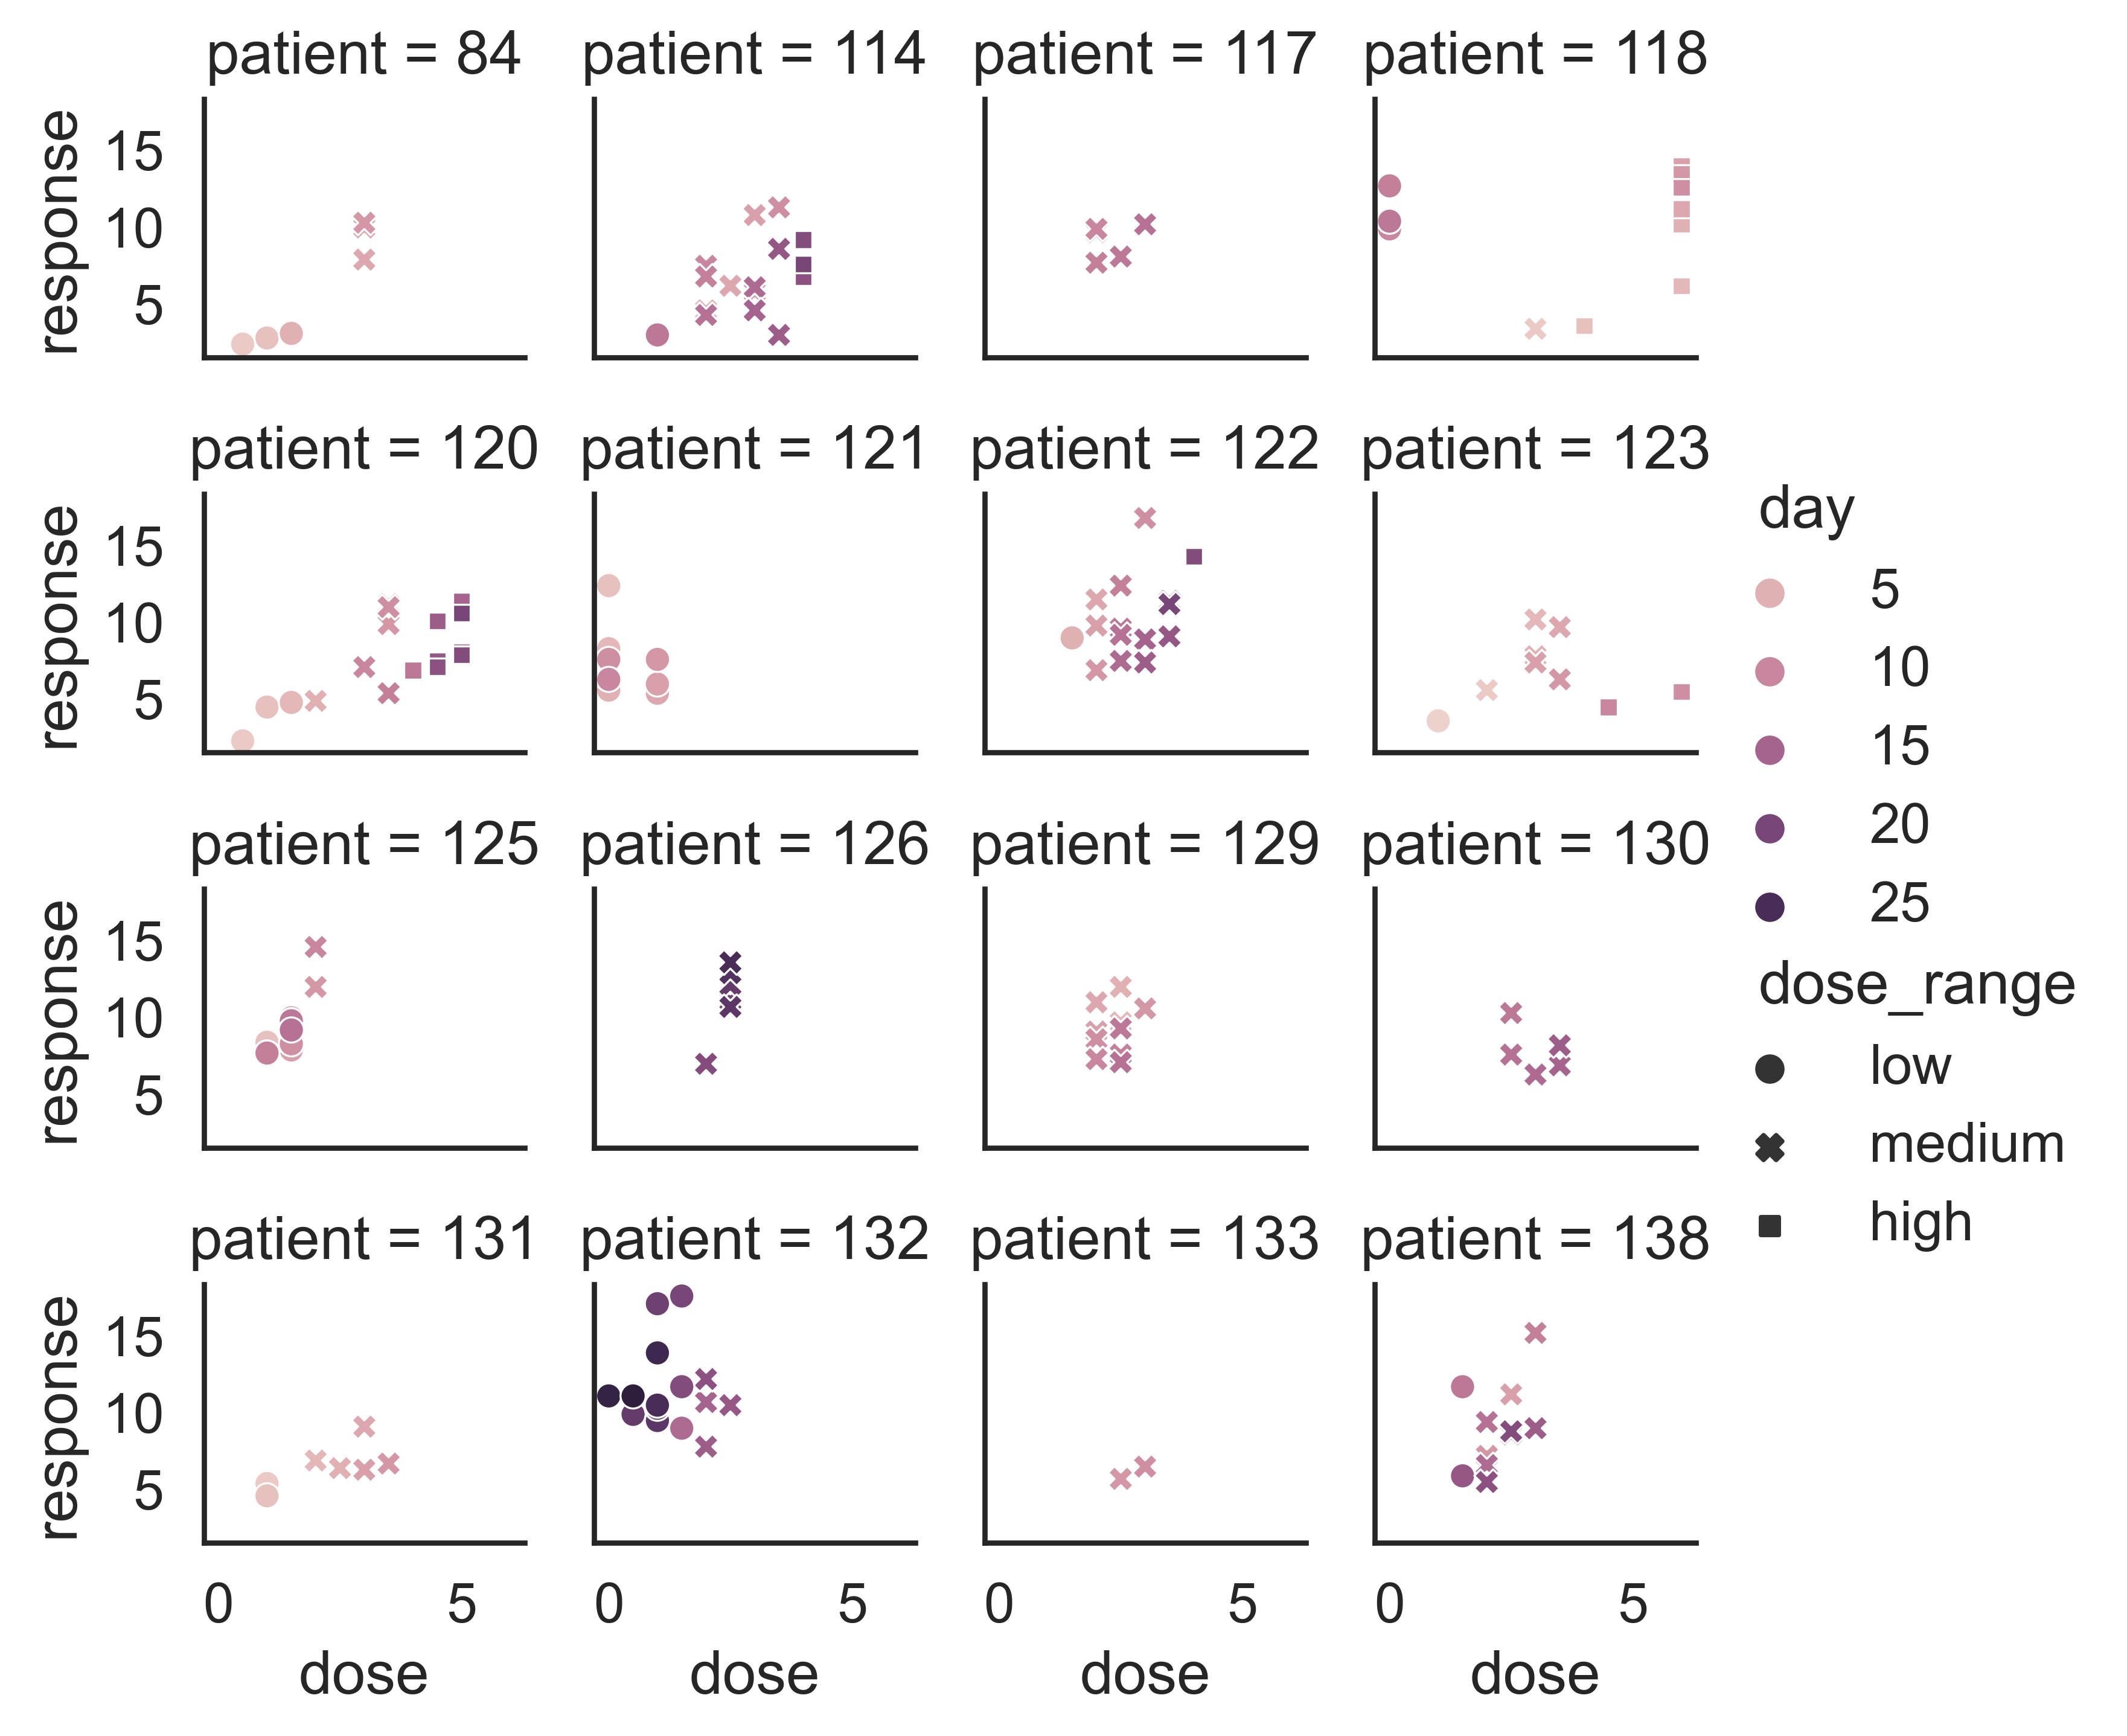 patient = 84
patient = 114
patient = 117
patient = 118
response
15
10
5
patient = 120
patient = 121
patient = 122
patient = 123
response
15
10
5
day
5
10
15
20
25
dose_range
low
medium
high
patient = 125
patient = 126
patient = 129
patient = 130
response
15
10
5
patient = 131
patient = 132
patient = 133
patient = 138
response
15
10
5
0 5
0 5
0 5
0 5
dose
dose
dose
dose